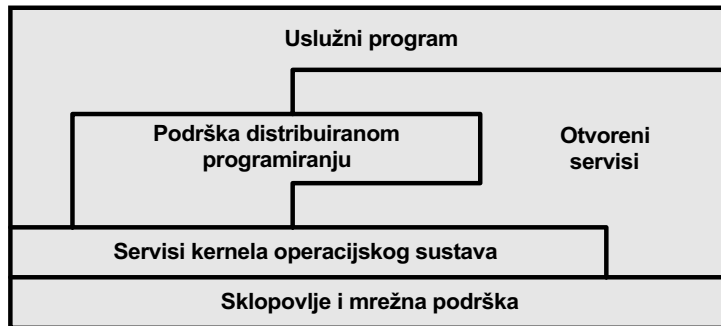 Uslužni program
Podrška distribuiranom
programiranju
Otvoreni
servisi
Servisi kernela operacijskog sustava
Sklopovlje i mrežna podrška